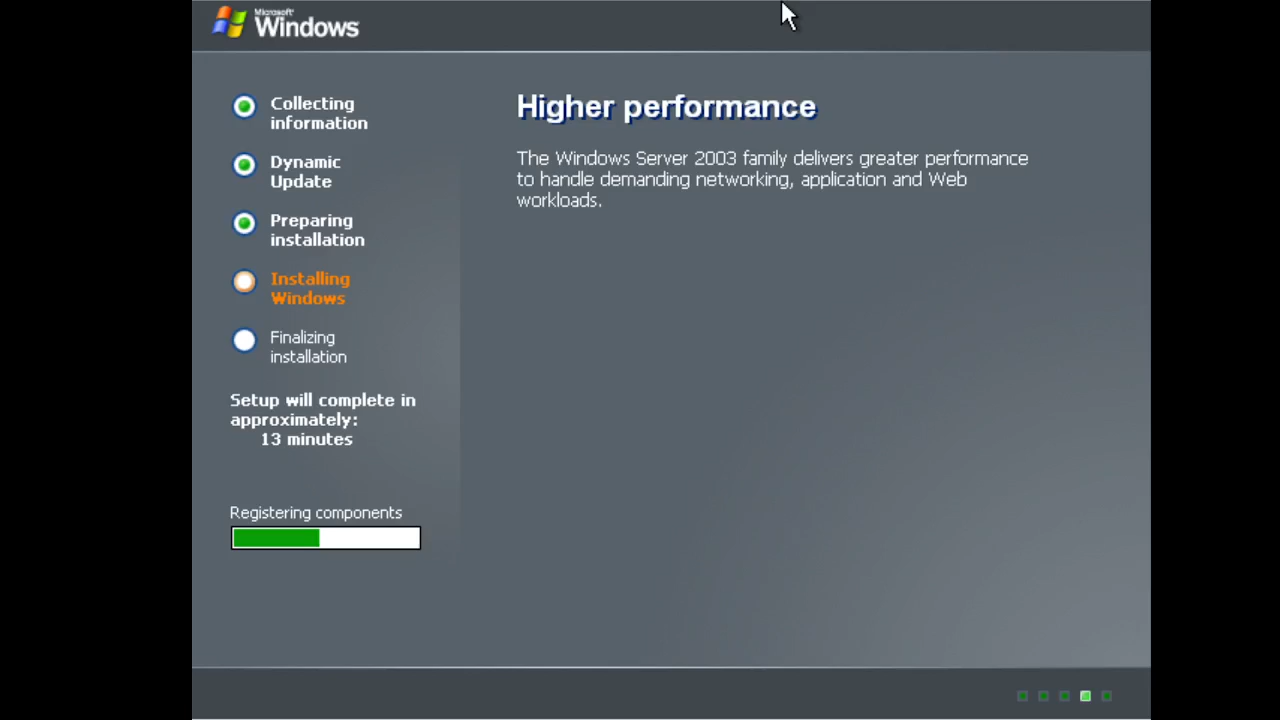 Microsoft
Windows
Collecting
information
Dynamic
Update
Preparing
installation
Installing
Windows
Finalizing
installation
Setup will complete in
approximately:
13 minutes
Registering components
Higher performance
The Windows Server 2003 family delivers greater performance
to handle demanding networking, application and Web
workloads.